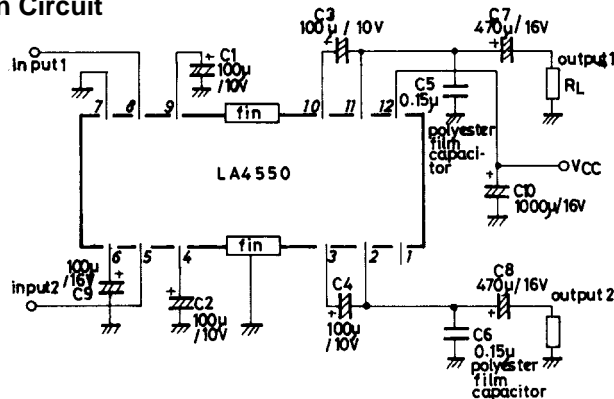 n Circuit
input1
C1
100µ
/10V
C3
100µ/10V
C7
470µ/16V
output1
RL
C5
0.15µ
polyester
film
capaci-
tor
7
8
9
fin
10
11
12
LA4550
VCC
C10
1000µ/16V
6
5
4
fin
3
2
1
100µ
/16V
C9
input2
C2
100µ
/10V
C4
100µ
/10V
C8
470µ/16V
output 2
C6
0.15µ
polyester
film
capacitor